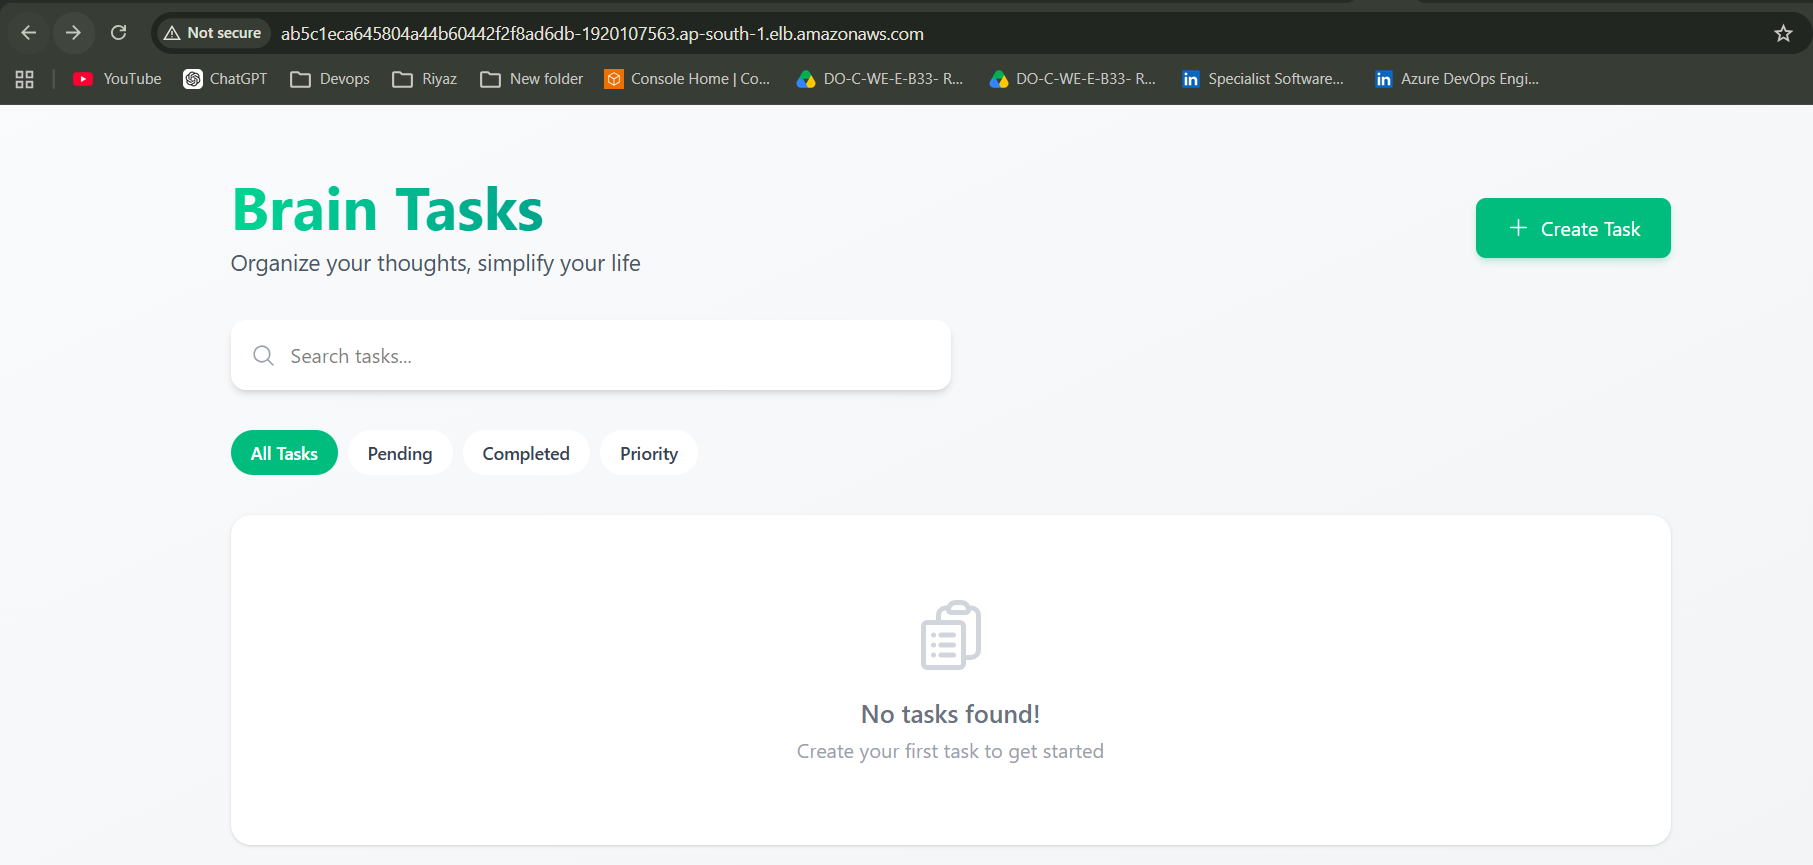 Not secure ab5c1eca645804a44b60442f2f8ad6db-1920107563.ap-south-1.elb.amazonaws.com
YouTube ChatGPT Devops Riyaz New folder Console Home | Co... DO-C-WE-E-B33- R... DO-C-WE-E-B33- R... Specialist Software... Azure DevOps Engi...
Brain Tasks
Create Task
Organize your thoughts, simplify your life
Search tasks...
All Tasks Pending Completed Priority
No tasks found!
Create your first task to get started